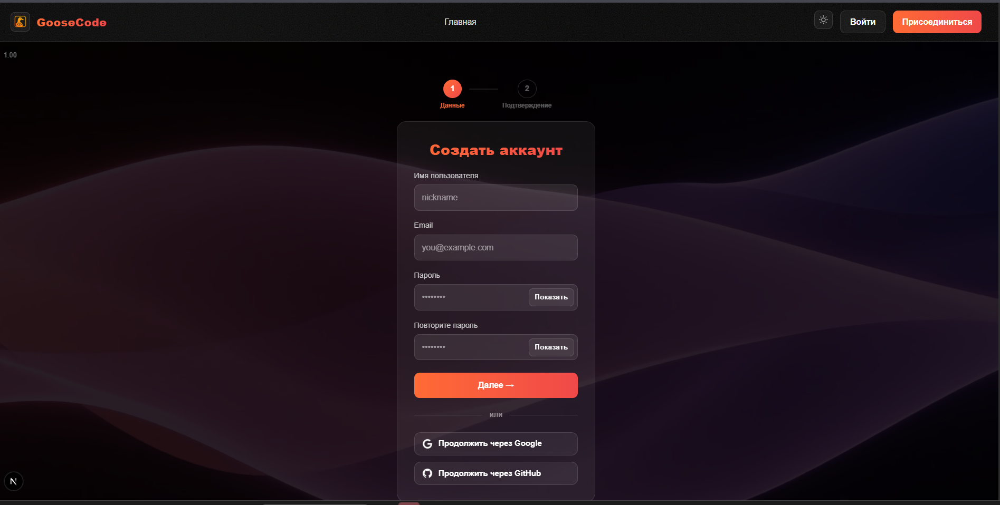 GooseCode
Главная
Войти
Присоединиться
1.00
1
2
Данные
Подтверждение
Создать аккаунт
Имя пользователя
nickname
Email
you@example.com
Пароль
••••••••
Показать
Повторите пароль
••••••••
Показать
Далее →
или
Продолжить через Google
Продолжить через GitHub
N